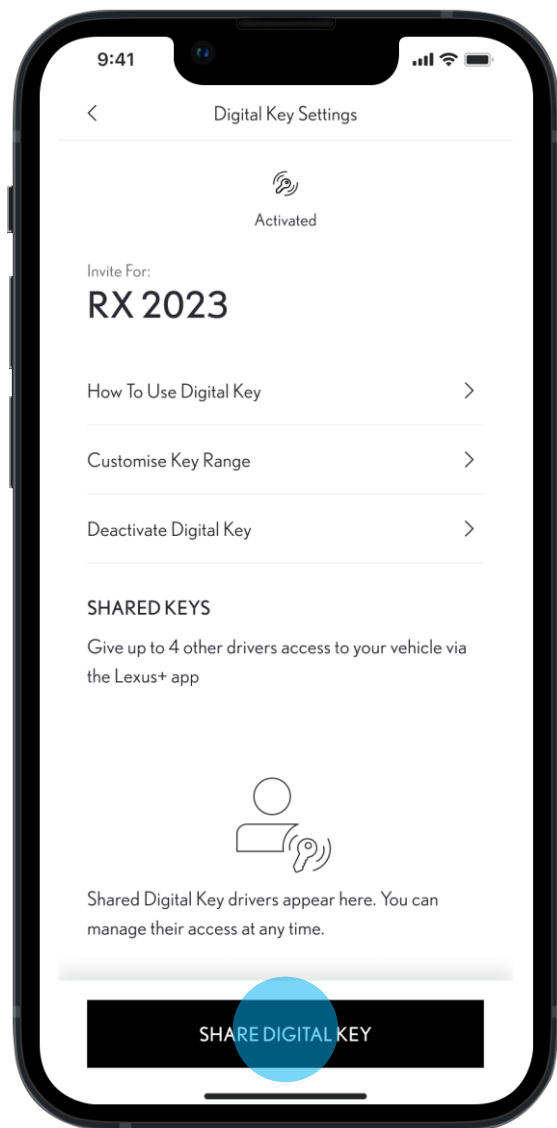 9:41
Digital Key Settings
Activated
Invite For:
RX 2023
How To Use Digital Key
Customise Key Range
Deactivate Digital Key
SHARED KEYS
Give up to 4 other drivers access to your vehicle via
the Lexus+ app
Shared Digital Key drivers appear here. You can
manage their access at any time.
SHARE DIGITAL KEY